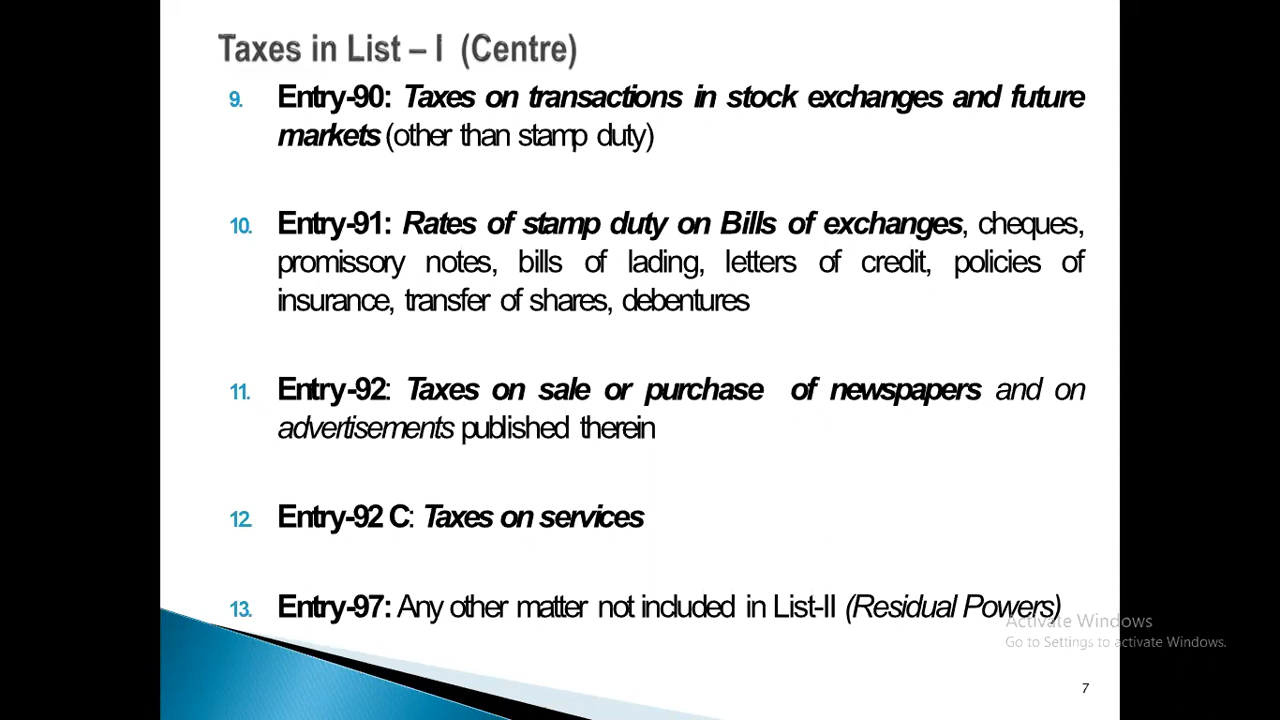 Taxes in List – I (Centre)
9. Entry-90: Taxes on transactions in stock exchanges and future
markets (other than stamp duty)
10. Entry-91: Rates of stamp duty on Bills of exchanges, cheques,
promissory notes, bills of lading, letters of credit, policies of
insurance, transfer of shares, debentures
11. Entry-92: Taxes on sale or purchase of newspapers and on
advertisements published therein
12. Entry-92 C: Taxes on services
13. Entry-97: Any other matter not included in List-II (Residual Powers)
Activate Windows
Go to Settings to activate Windows.
7